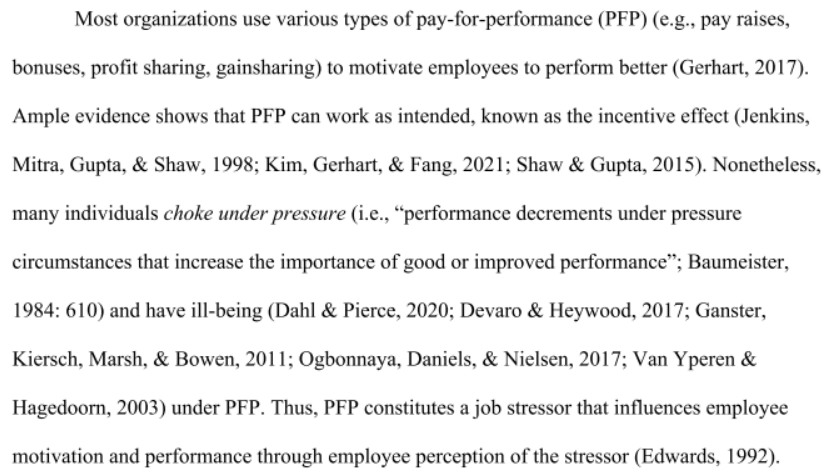 Most organizations use various types of pay-for-performance (PFP) (e.g., pay raises,
bonuses, profit sharing, gainsharing) to motivate employees to perform better (Gerhart, 2017).
Ample evidence shows that PFP can work as intended, known as the incentive effect (Jenkins,
Mitra, Gupta, & Shaw, 1998; Kim, Gerhart, & Fang, 2021; Shaw & Gupta, 2015). Nonetheless,
many individuals choke under pressure (i.e., “performance decrements under pressure
circumstances that increase the importance of good or improved performance”; Baumeister,
1984: 610) and have ill-being (Dahl & Pierce, 2020; Devaro & Heywood, 2017; Ganster,
Kiersch, Marsh, & Bowen, 2011; Ogbonnaya, Daniels, & Nielsen, 2017; Van Yperen &
Hagedoorn, 2003) under PFP. Thus, PFP constitutes a job stressor that influences employee
motivation and performance through employee perception of the stressor (Edwards, 1992).